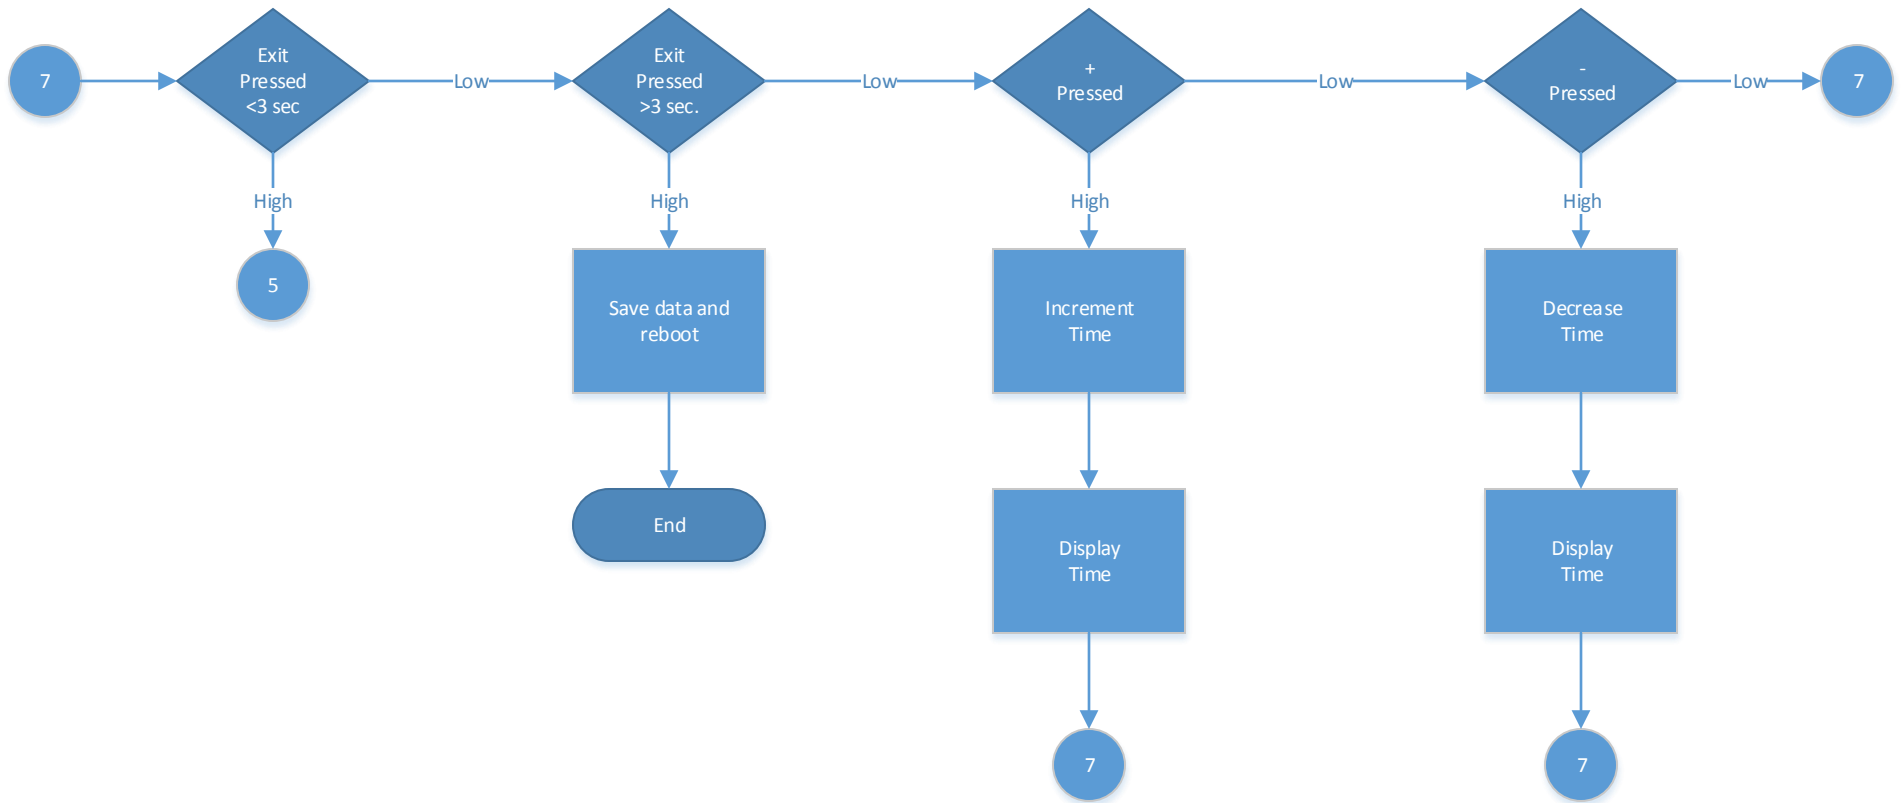 7
Exit
Pressed
<3 sec
Low
Exit
Pressed
>3 sec.
Low
+
Pressed
Low
-
Pressed
Low
7
High
High
High
High
5
Save data and
reboot
Increment
Time
Decrease
Time
End
Display
Time
Display
Time
7
7